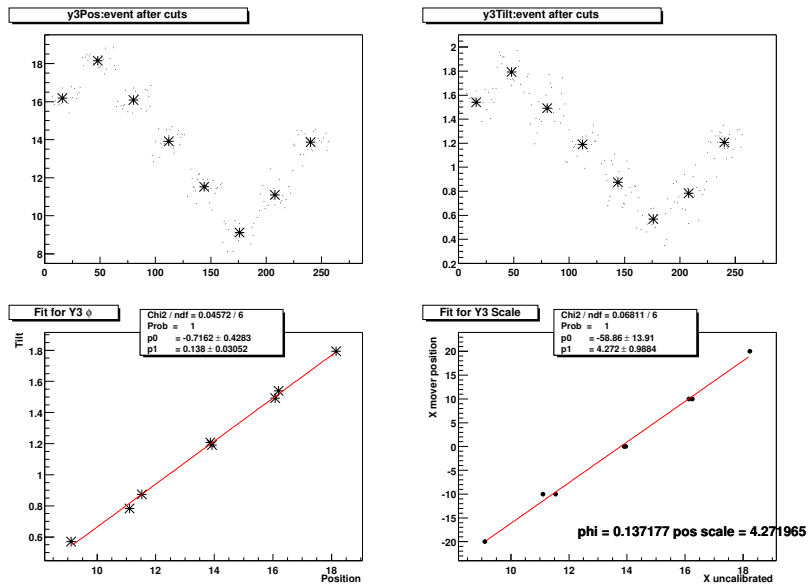 y3Pos:event after cuts
18
16
14
12
10
8
0 50 100 150 200 250
y3Tilt:event after cuts
2
1.8
1.6
1.4
1.2
1
0.8
0.6
0.4
0.2
0 50 100 150 200 250
Fit for Y3 ϕ
Chi2 / ndf = 0.04572 / 6
Prob = 1
p0 = -0.7162 ± 0.4283
p1 = 0.138 ± 0.03052
Tilt
1.8
1.6
1.4
1.2
1
0.8
0.6
10 12 14 16 18
Position
Fit for Y3 Scale
Chi2 / ndf = 0.06811 / 6
Prob = 1
p0 = -58.86 ± 13.91
p1 = 4.272 ± 0.9884
X mover position
20
15
10
5
0
-5
-10
-15
-20
phi = 0.137177 pos scale = 4.271965
10 12 14 16 18
X uncalibrated